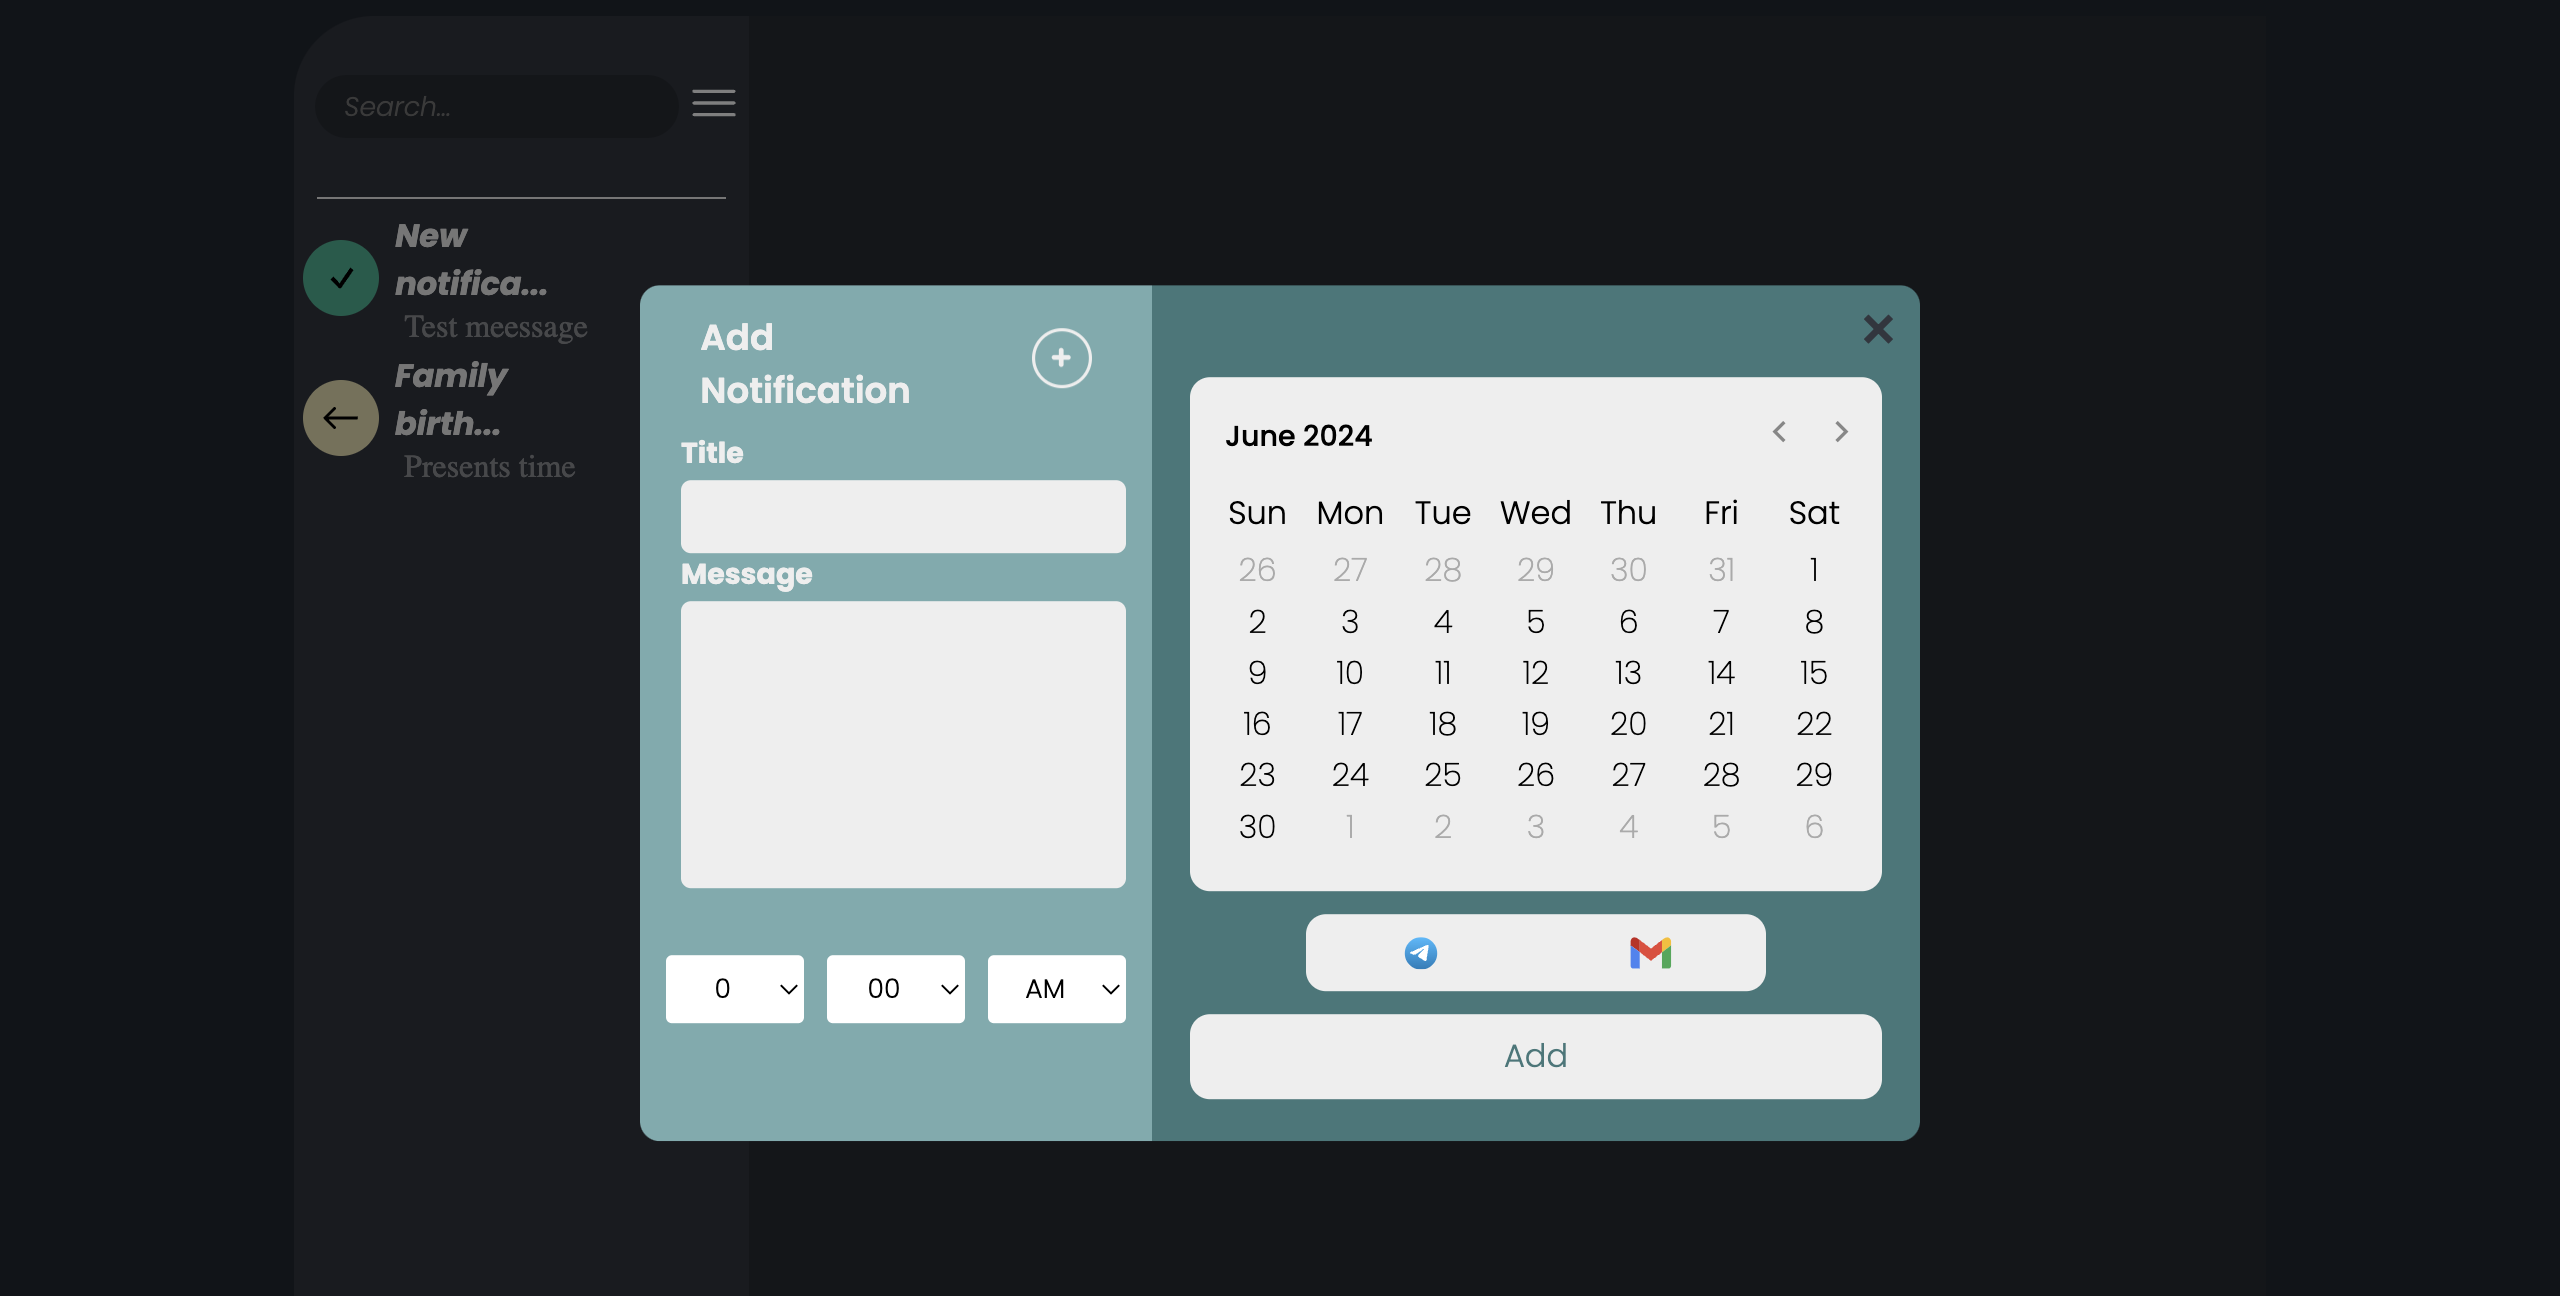 Search...
New
notifica...
Test meessage
Family
birth...
Presents time
Add
Notification
Title
Message
0 00 AM
June 2024
Sun Mon Tue Wed Thu Fri Sat
26 27 28 29 30 31 1
2 3 4 5 6 7 8
9 10 11 12 13 14 15
16 17 18 19 20 21 22
23 24 25 26 27 28 29
30 1 2 3 4 5 6
Add